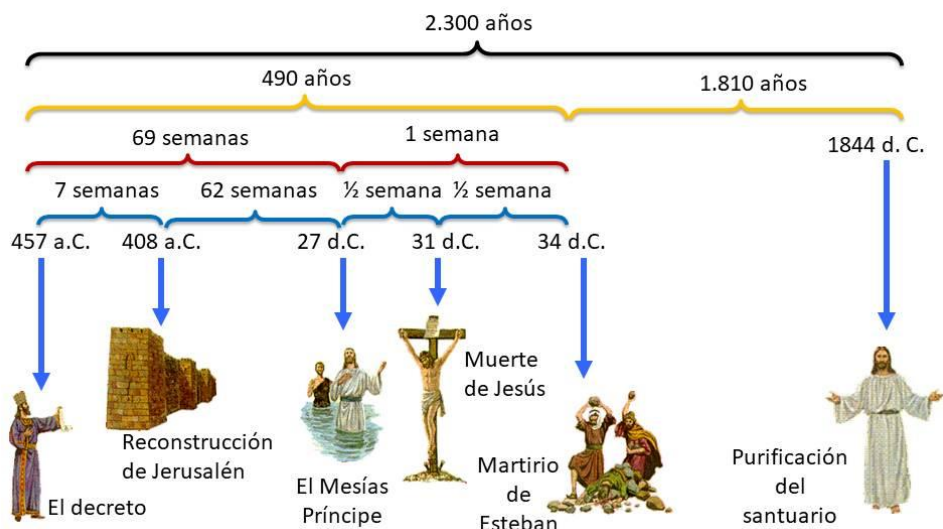 2.300 años
490 años
1.810 años
69 semanas
1 semana
1844 d. C.
7 semanas
62 semanas
½ semana
½ semana
457 a.C.
408 a.C.
27 d.C.
31 d.C.
34 d.C.
El decreto
Reconstrucción
de Jerusalén
El Mesías
Príncipe
Muerte
de Jesús
Martirio
de
Esteban
Purificación
del
santuario